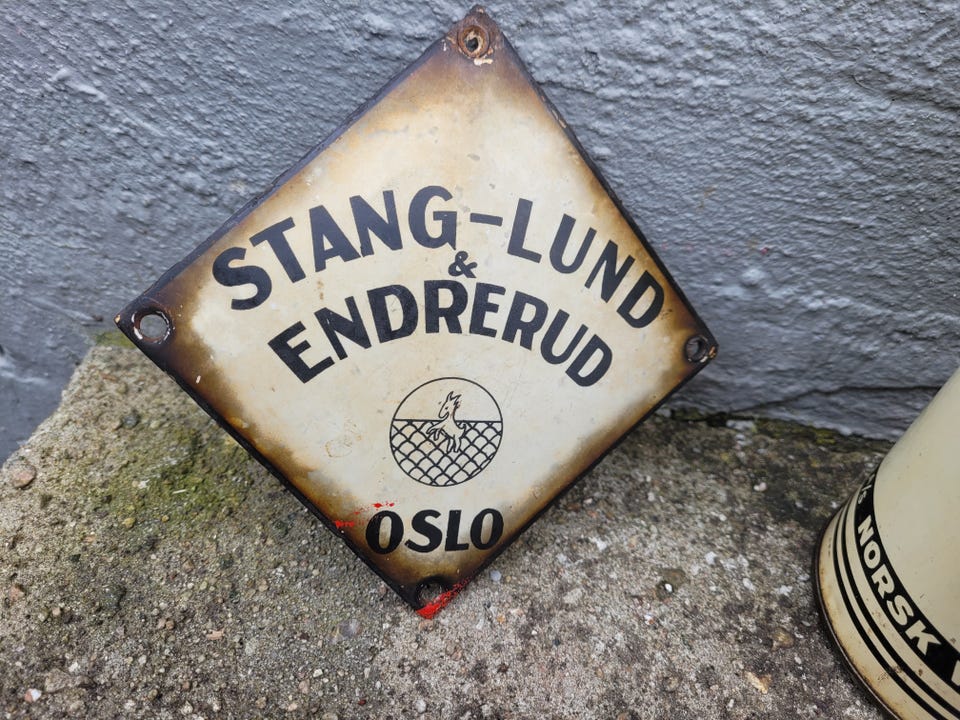 STANG-LUND
&
ENDRERUD
OSLO
NORSK